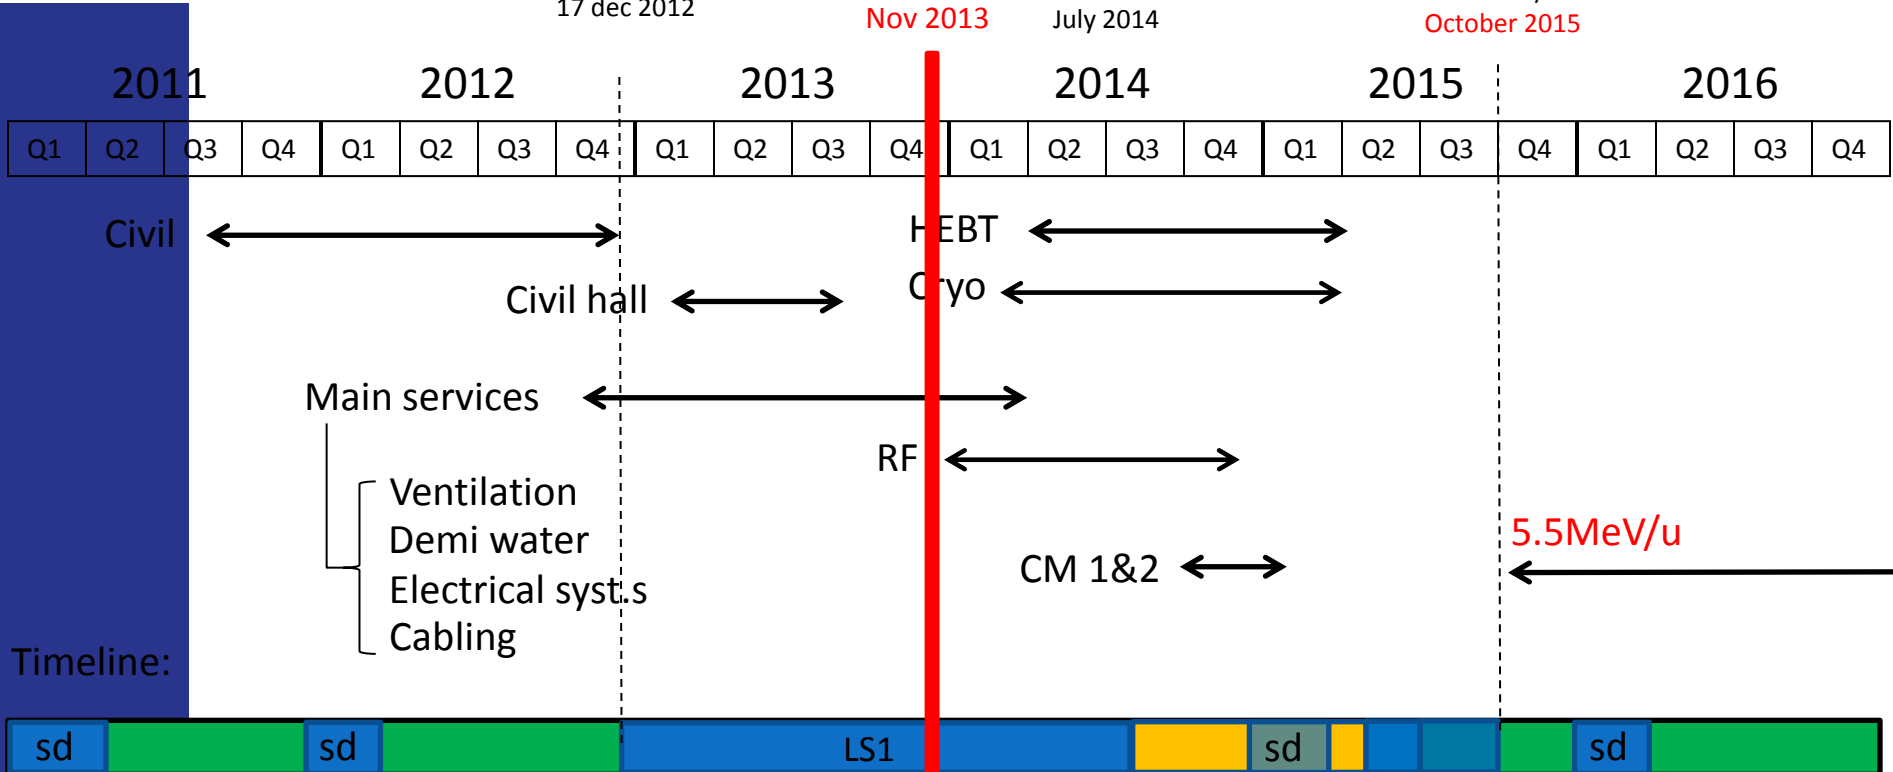 17 dec 2012
Nov 2013
July 2014
October 2015
2011 2012 2013 2014 2015 2016
Q1 Q2 Q3 Q4 Q1 Q2 Q3 Q4 Q1 Q2 Q3 Q4 Q1 Q2 Q3 Q4 Q1 Q2 Q3 Q4 Q1 Q2 Q3 Q4
Civil
HEBT
Civil hall
Cryo
Main services
RF
Ventilation
Demi water
Electrical syst.s
Cabling
CM 1&2
5.5MeV/u
Timeline:
sd sd LS1 sd sd